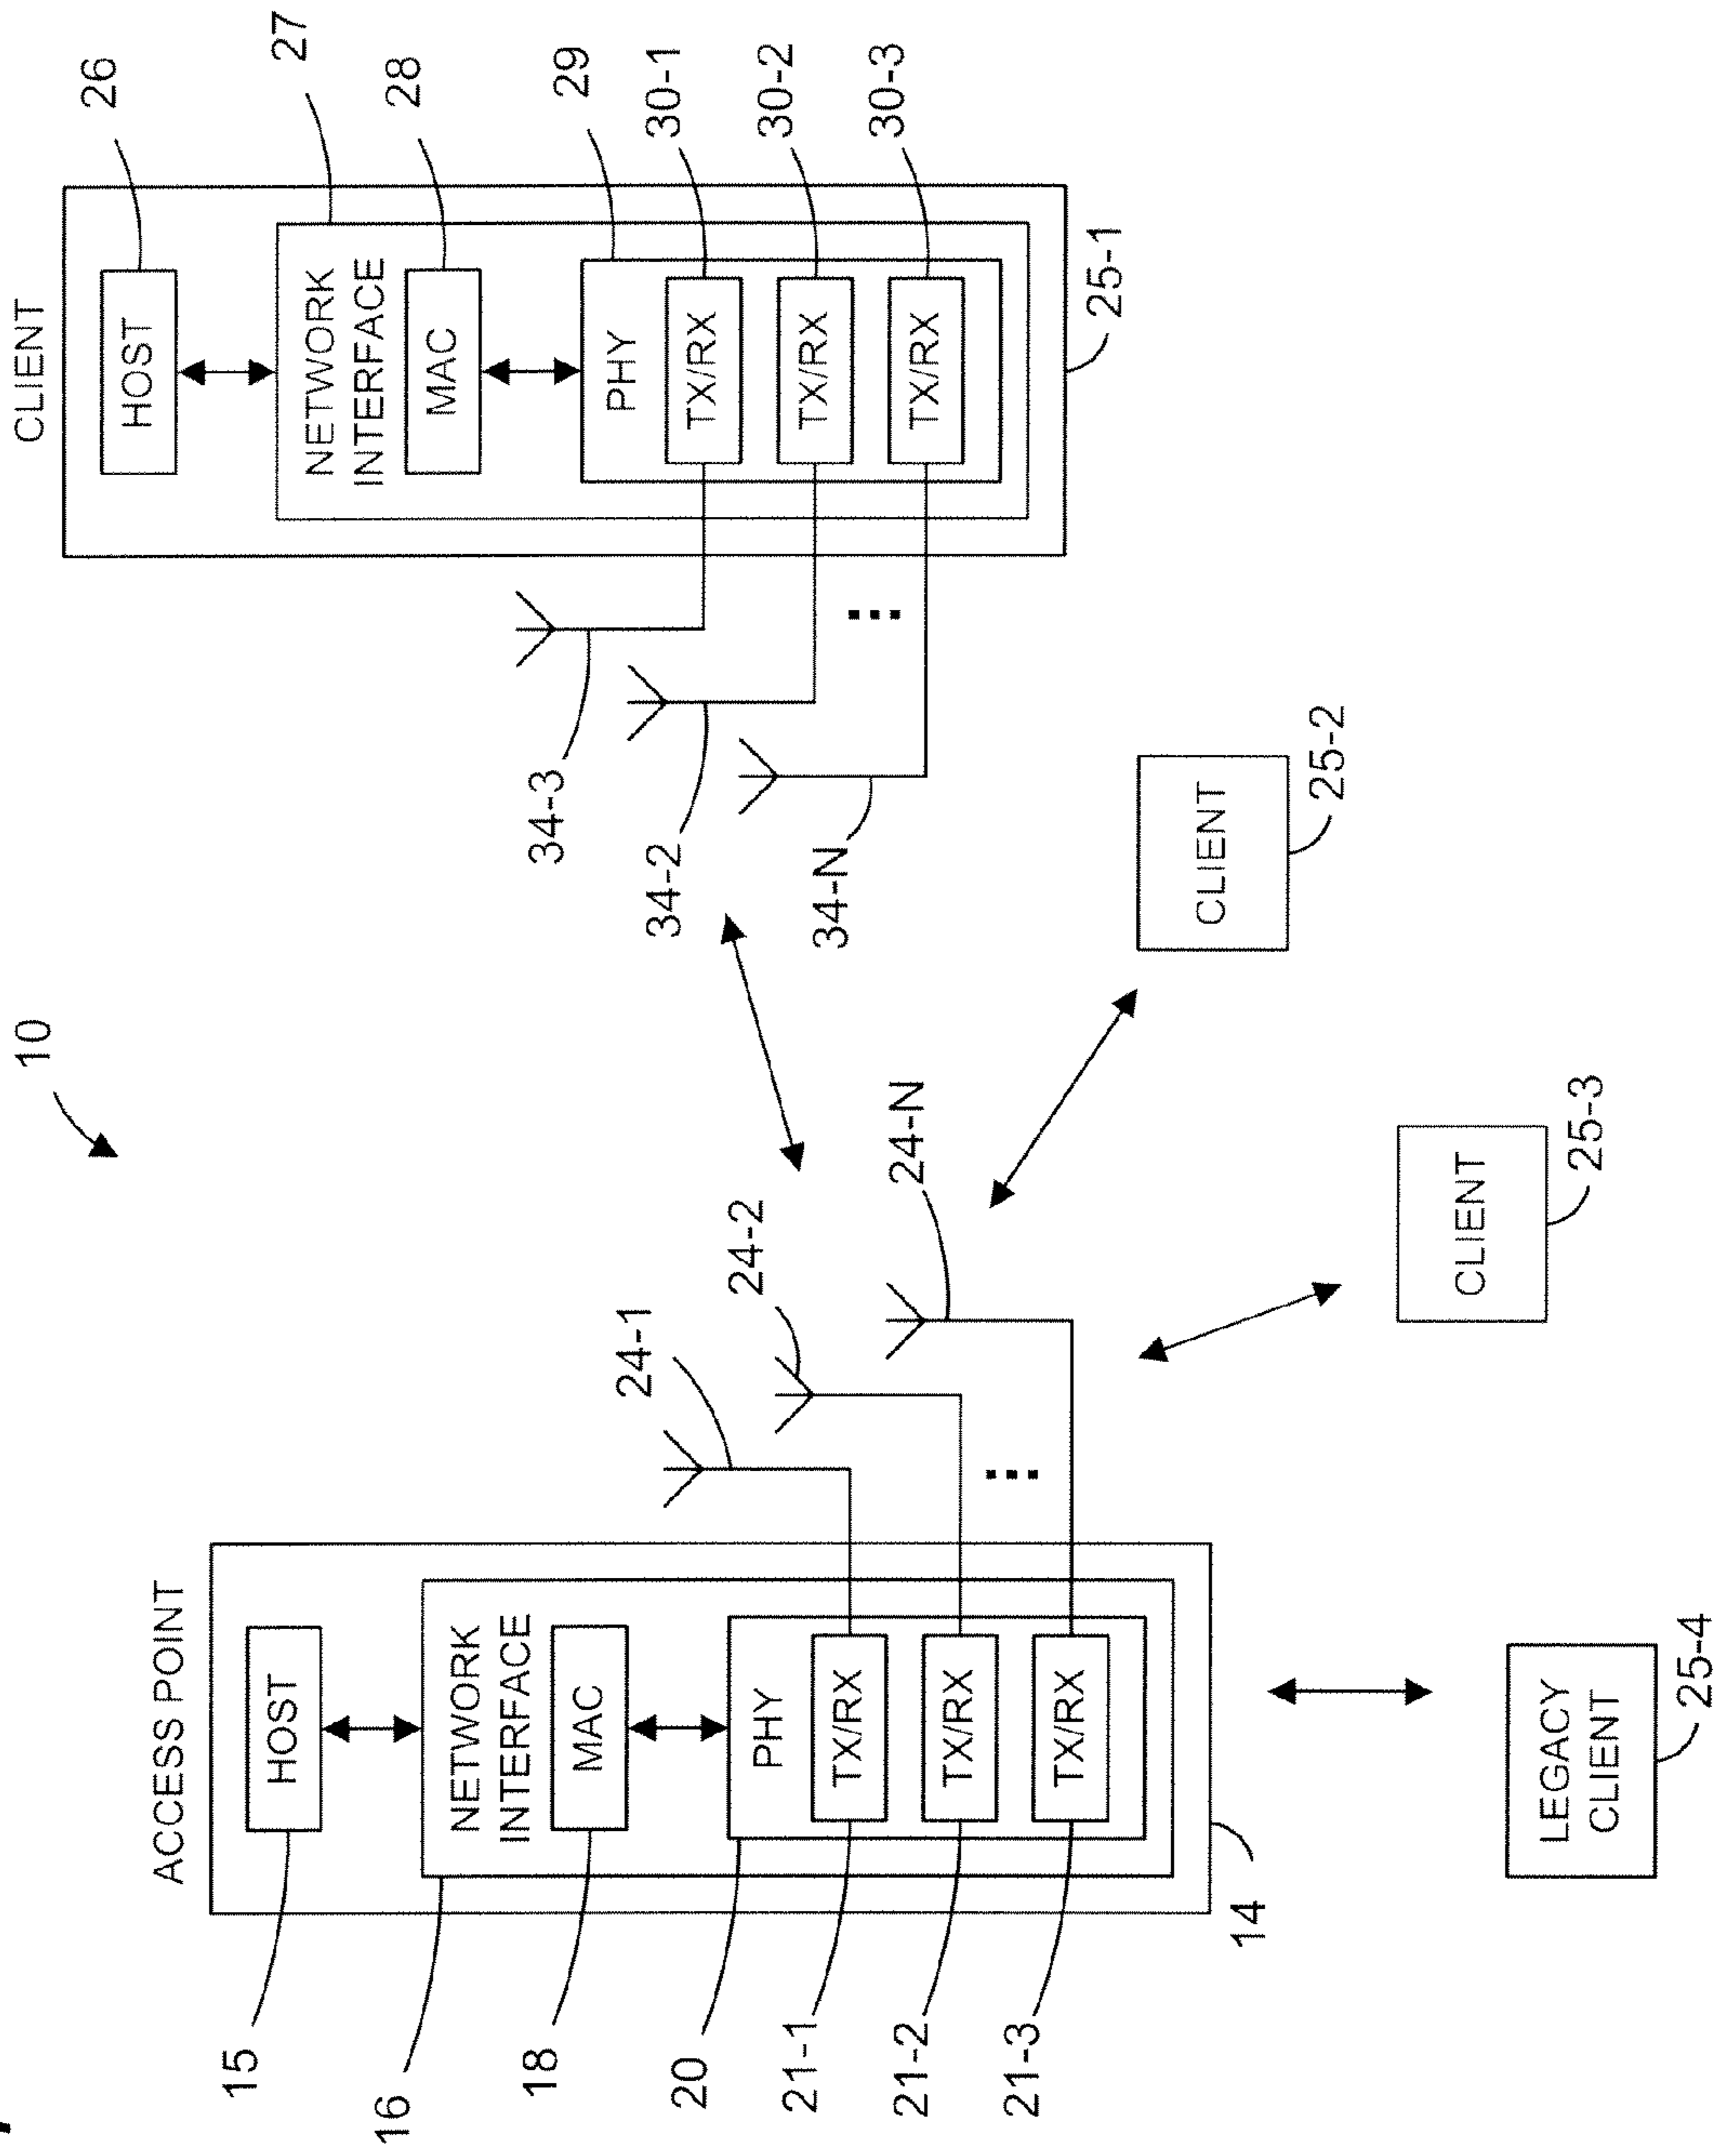 10
ACCESS POINT
HOST
NETWORK
INTERFACE
MAC
PHY
TX/RX
TX/RX
TX/RX
15
16
18
20
21-1
21-2
21-3
14
24-1
24-2
24-N
CLIENT
HOST
NETWORK
INTERFACE
MAC
PHY
TX/RX
TX/RX
TX/RX
26
27
28
29
30-1
30-2
30-3
25-1
34-3
34-2
34-N
CLIENT
25-2
CLIENT
25-3
LEGACY
CLIENT
25-4